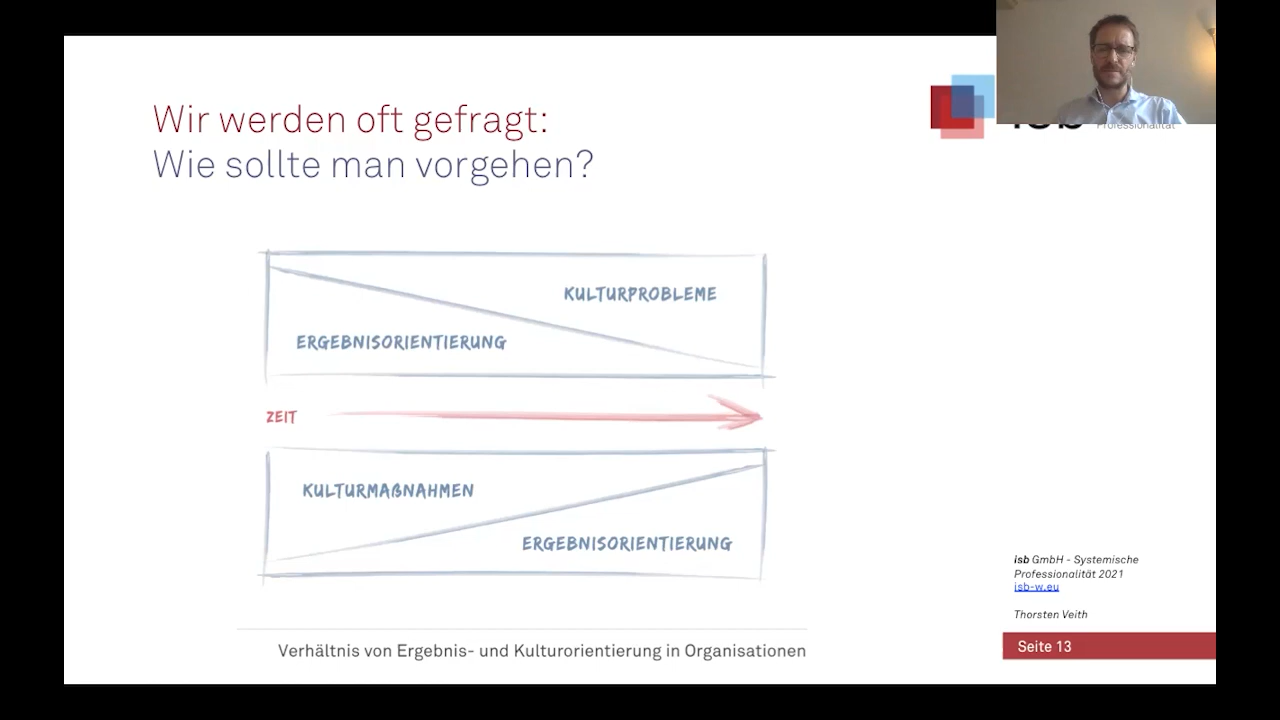 Wir werden oft gefragt:
Wie sollte man vorgehen?
Professionalität
KULTURPROBLEME
ERGEBNISORIENTIERUNG
ZEIT
KULTURMAßNAHMEN
ERGEBNISORIENTIERUNG
Verhältnis von Ergebnis- und Kulturorientierung in Organisationen
isb GmbH - Systemische
Professionalität 2021
isb-w.eu
Thorsten Veith
Seite 13